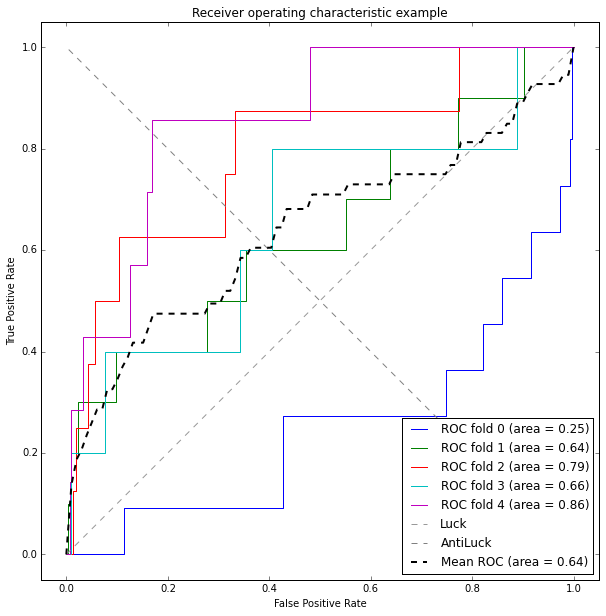 Receiver operating characteristic example
True Positive Rate
1.0
0.8
0.6
0.4
0.2
0.0
ROC fold 0 (area = 0.25)
ROC fold 1 (area = 0.64)
ROC fold 2 (area = 0.79)
ROC fold 3 (area = 0.66)
ROC fold 4 (area = 0.86)
Luck
AntiLuck
Mean ROC (area = 0.64)
0.0 0.2 0.4 0.6 0.8 1.0
False Positive Rate